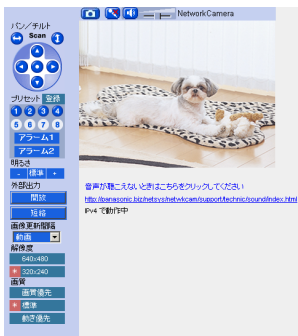 NetworkCamera
パン/チルト
Scan
プリセット 登録
1 2 3 4
5 6 7 8
アラーム1
アラーム2
明るさ
- 標準 +
外部出力
開放
短絡
画像更新間隔
動画
解像度
640x480
* 320x240
画質
画質優先
* 標準
動き優先
音声が聴こえないときはこちらをクリックしてください
http://panasonic.biz/netsys/netwkcam/support/technic/sound/index.html
IPv4 で動作中